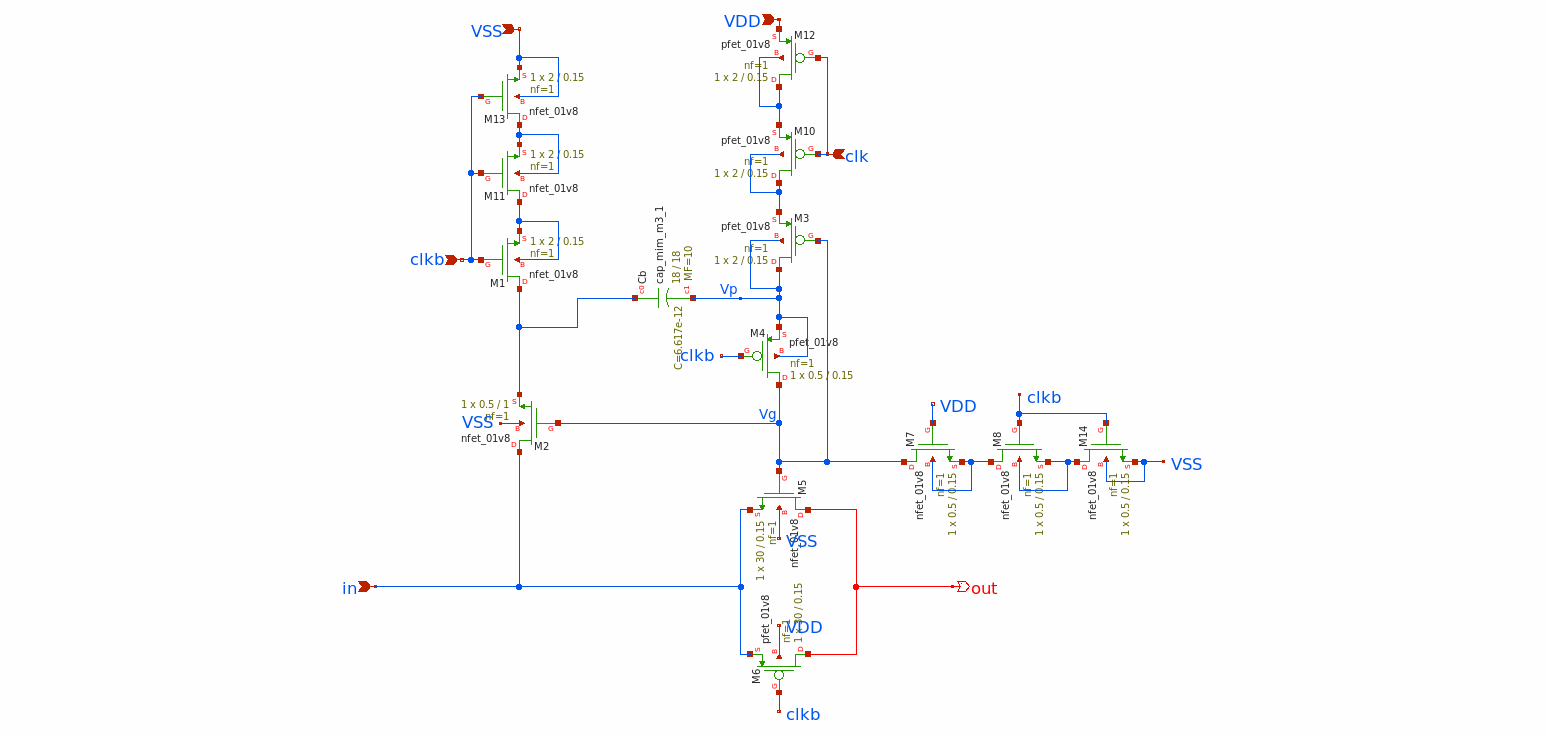 VSS
S
1 x 2 / 0.15
nf=1
G
B
nfet_01v8
M13
D
S
1 x 2 / 0.15
nf=1
G
B
nfet_01v8
M11
D
S
1 x 2 / 0.15
nf=1
clkb
G
B
nfet_01v8
M1
D
VDD
M12
S
pfet_01v8
B
G
nf=1
1 x 2 / 0.15
D
M10
S
pfet_01v8
B
G
clk
nf=1
1 x 2 / 0.15
D
M3
S
pfet_01v8
B
G
nf=1
1 x 2 / 0.15
D
Cb
cap_mim_m3_1
18 / 18
MF=10
c0
c1
C=6.617e-12
Vp
M4
S
pfet_01v8
clkb
G
B
nf=1
1 x 0.5 / 0.15
D
1 x 0.5 / 1
S
nf=1
VSS
B
G
nfet_01v8
D
M2
Vg
VDD
G
M7
D
B
S
nfet_01v8
nf=1
1 x 0.5 / 0.15
clkb
G
M8
D
B
S
nfet_01v8
nf=1
1 x 0.5 / 0.15
G
M14
D
B
S
nfet_01v8
nf=1
1 x 0.5 / 0.15
VSS
G
M5
S
B
D
VSS
nf=1
1 x 30 / 0.15
nfet_01v8
in
out
pfet_01v8
1 x 30 / 0.15
nf=1
VDD
S
B
D
M6
G
clkb